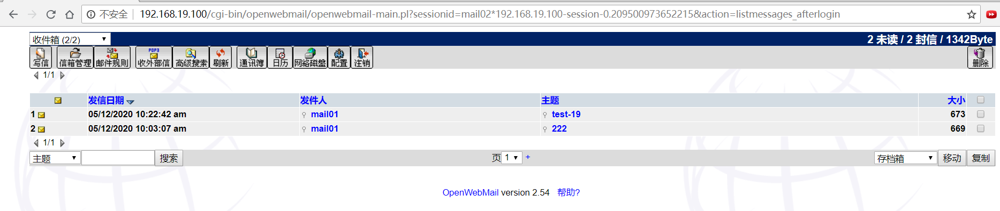 不安全 192.168.19.100/cgi-bin/openwebmail/openwebmail-main.pl?sessionid=mail02*192.168.19.100-session-0.209500973652215&action=listmessages_afterlogin
收件箱 (2/2) 2 未读 / 2 封信 / 1342Byte
POP3
写信 信箱管理 邮件规则 收外部信 高级搜索 刷新 通讯簿 日历 网络磁盤 配置 注销 删除
1/1
发信日期 发件人 主题 大小
1 05/12/2020 10:22:42 am mail01 test-19 673
2 05/12/2020 10:03:07 am mail01 222 669
1/1
主题 搜索 页 1 + 存档箱 移动 复制
OpenWebMail version 2.54 帮助?